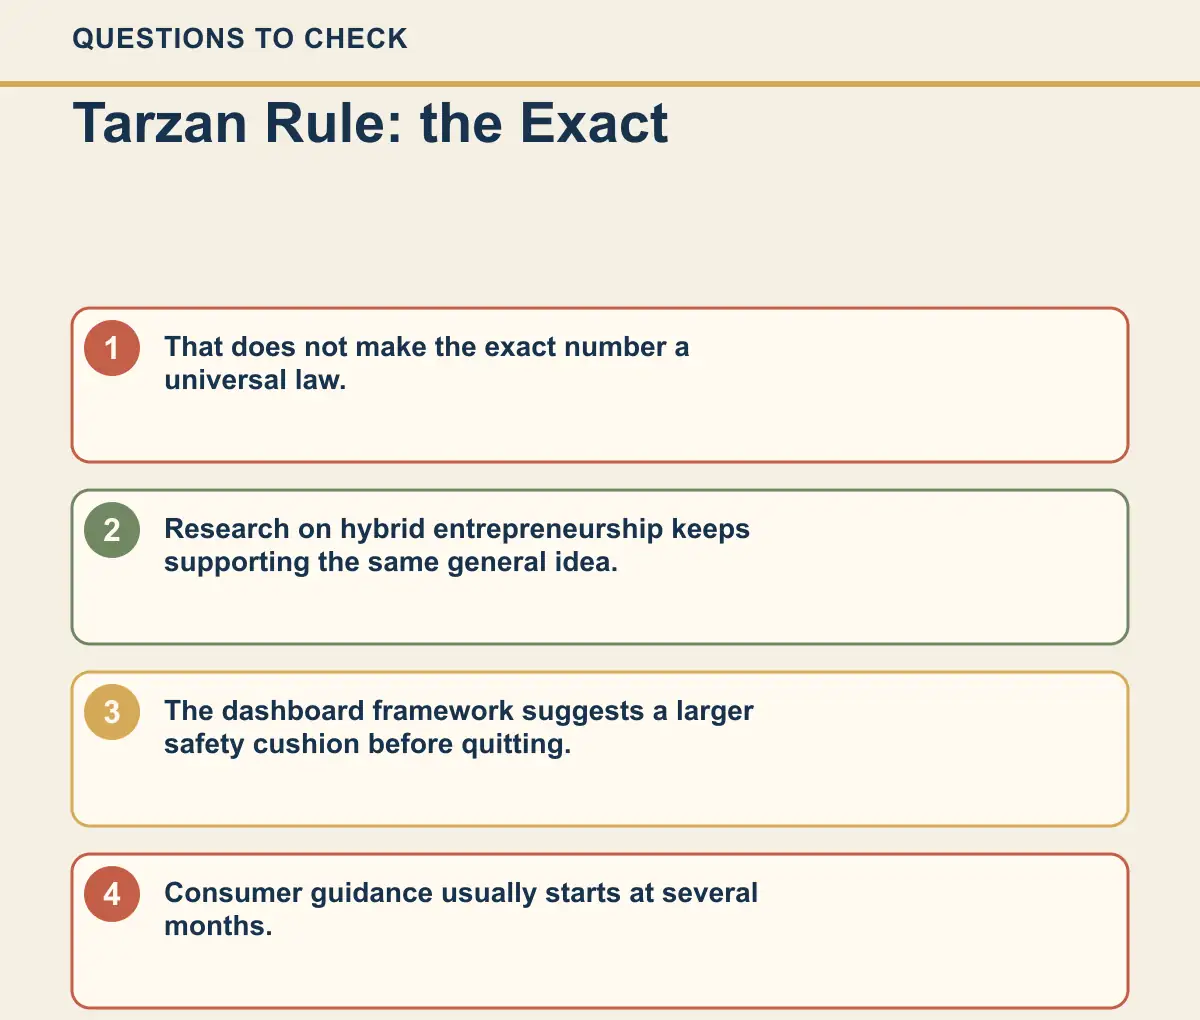 QUESTIONS TO CHECK
Tarzan Rule: the Exact
1
That does not make the exact number a
universal law.
2
Research on hybrid entrepreneurship keeps
supporting the same general idea.
3
The dashboard framework suggests a larger
safety cushion before quitting.
4
Consumer guidance usually starts at several
months.